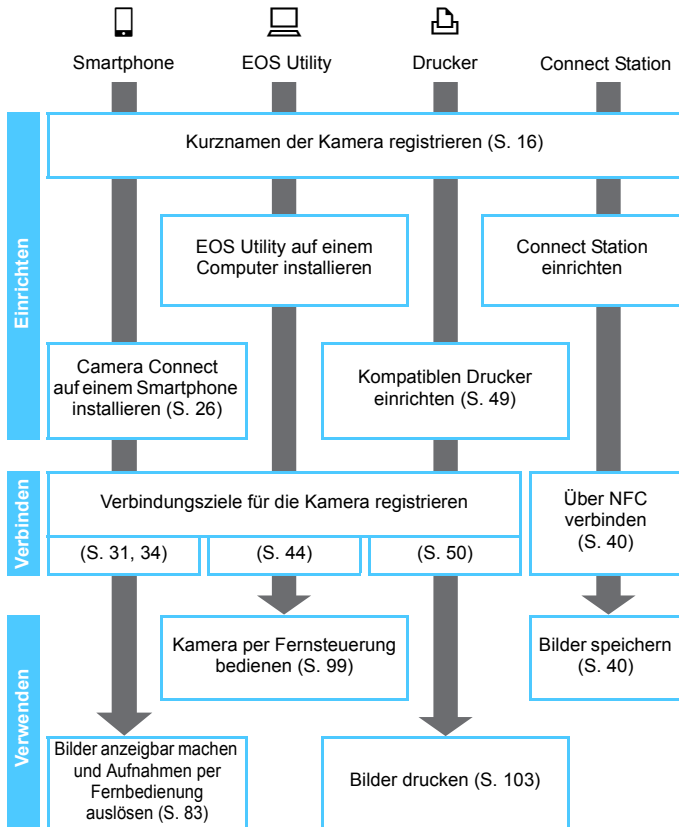 Smartphone
EOS Utility
Drucker
Connect Station
Einrichten
Kurznamen der Kamera registrieren (S. 16)
EOS Utility auf einem
Computer installieren
Connect Station
einrichten
Camera Connect
auf einem Smartphone
installieren (S. 26)
Kompatiblen Drucker
einrichten (S. 49)
Verbinden
Verbindungsziele für die Kamera registrieren
(S. 31, 34)
(S. 44)
(S. 50)
Über NFC
verbinden
(S. 40)
Verwenden
Kamera per Fernsteuerung
bedienen (S. 99)
Bilder speichern
(S. 40)
Bilder anzeigbar machen
und Aufnahmen per
Fernbedienung
auslösen (S. 83)
Bilder drucken (S. 103)